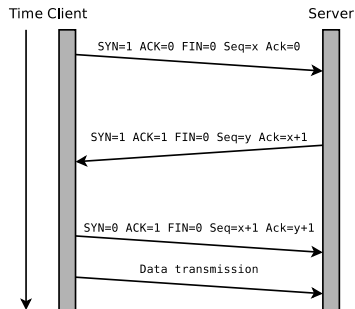 Time Client Server
SYN=1 ACK=0 FIN=0 Seq=x Ack=0
SYN=1 ACK=1 FIN=0 Seq=y Ack=x+1
SYN=0 ACK=1 FIN=0 Seq=x+1 Ack=y+1
Data transmission